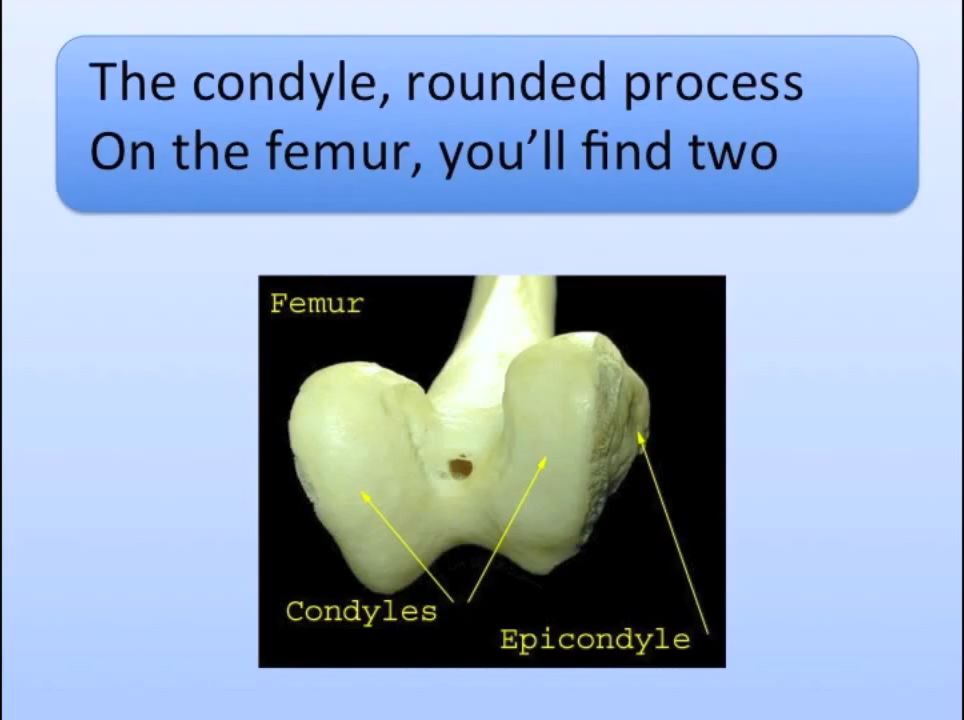 The condyle, rounded process
On the femur, you’ll find two
Femur
Condyles
Epicondyle